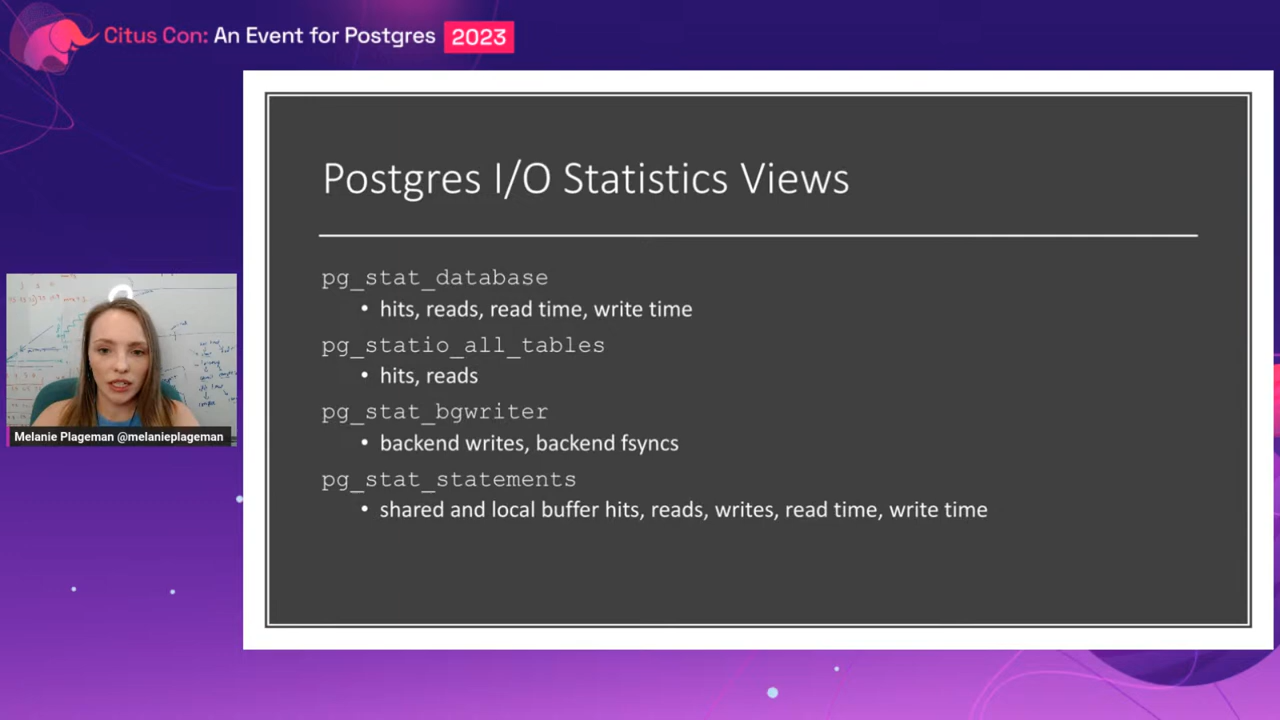 Citus Con: An Event for Postgres 2023
Postgres I/O Statistics Views
pg_stat_database
• hits, reads, read time, write time
pg_statio_all_tables
• hits, reads
pg_stat_bgwriter
• backend writes, backend fsyncs
pg_stat_statements
• shared and local buffer hits, reads, writes, read time, write time
Melanie Plageman @melanieplageman